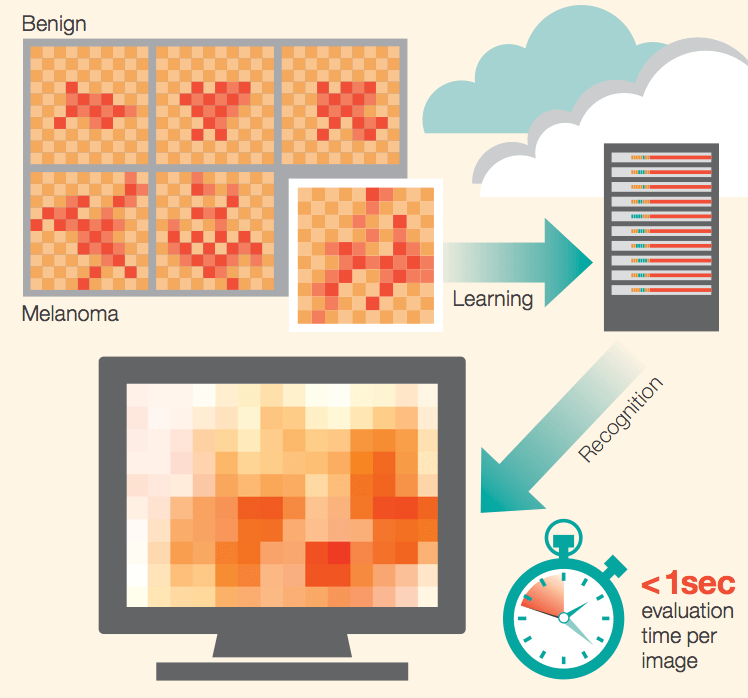 Benign
Melanoma
Learning
Recognition
<1sec
evaluation
time per
image